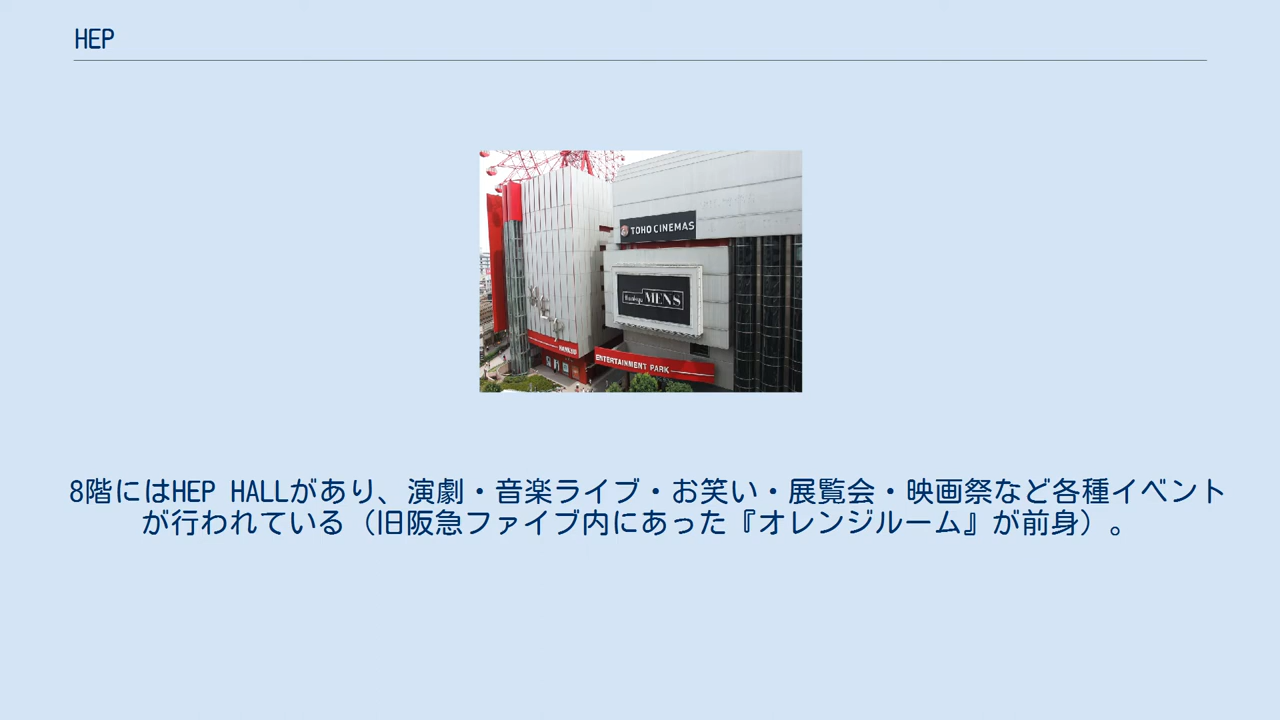 HEP
TOHO CINEMAS
hankyu MENS
HANKYU
ENTERTAINMENT PARK
8階にはHEP HALLがあり、演劇・音楽ライブ・お笑い・展覧会・映画祭など各種イベント
が行われている（旧阪急ファイブ内にあった『オレンジルーム』が前身）。